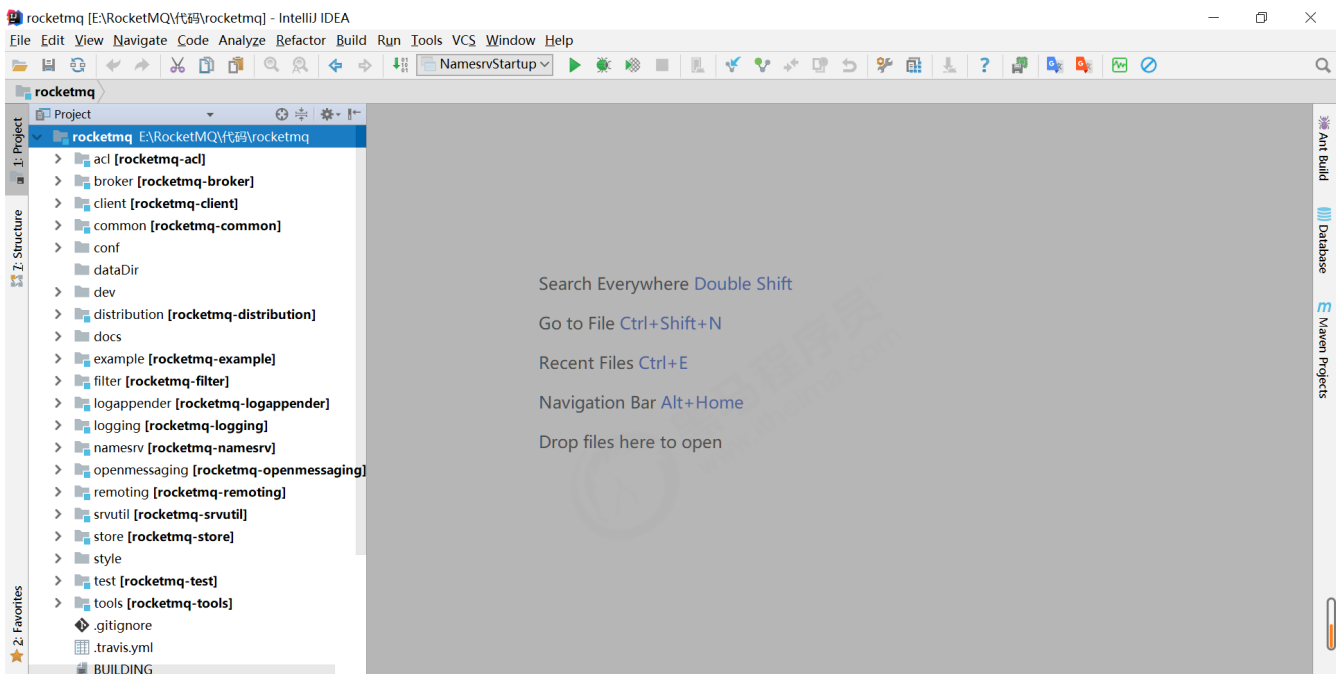 rocketmq [E:\RocketMQ\代码\rocketmq] - IntelliJ IDEA
File Edit View Navigate Code Analyze Refactor Build Run Tools VCS Window Help
NamesrvStartup
rocketmq
Project
rocketmq E:\RocketMQ\代码\rocketmq
acl [rocketmq-acl]
broker [rocketmq-broker]
client [rocketmq-client]
common [rocketmq-common]
conf
dataDir
dev
distribution [rocketmq-distribution]
docs
example [rocketmq-example]
filter [rocketmq-filter]
logappender [rocketmq-logappender]
logging [rocketmq-logging]
namesrv [rocketmq-namesrv]
openmessaging [rocketmq-openmessaging]
remoting [rocketmq-remoting]
srvutil [rocketmq-srvutil]
store [rocketmq-store]
style
test [rocketmq-test]
tools [rocketmq-tools]
.gitignore
.travis.yml
BUILDING
1: Project
7: Structure
2: Favorites
Search Everywhere Double Shift
Go to File Ctrl+Shift+N
Recent Files Ctrl+E
Navigation Bar Alt+Home
Drop files here to open
Ant Build
Database
Maven Projects